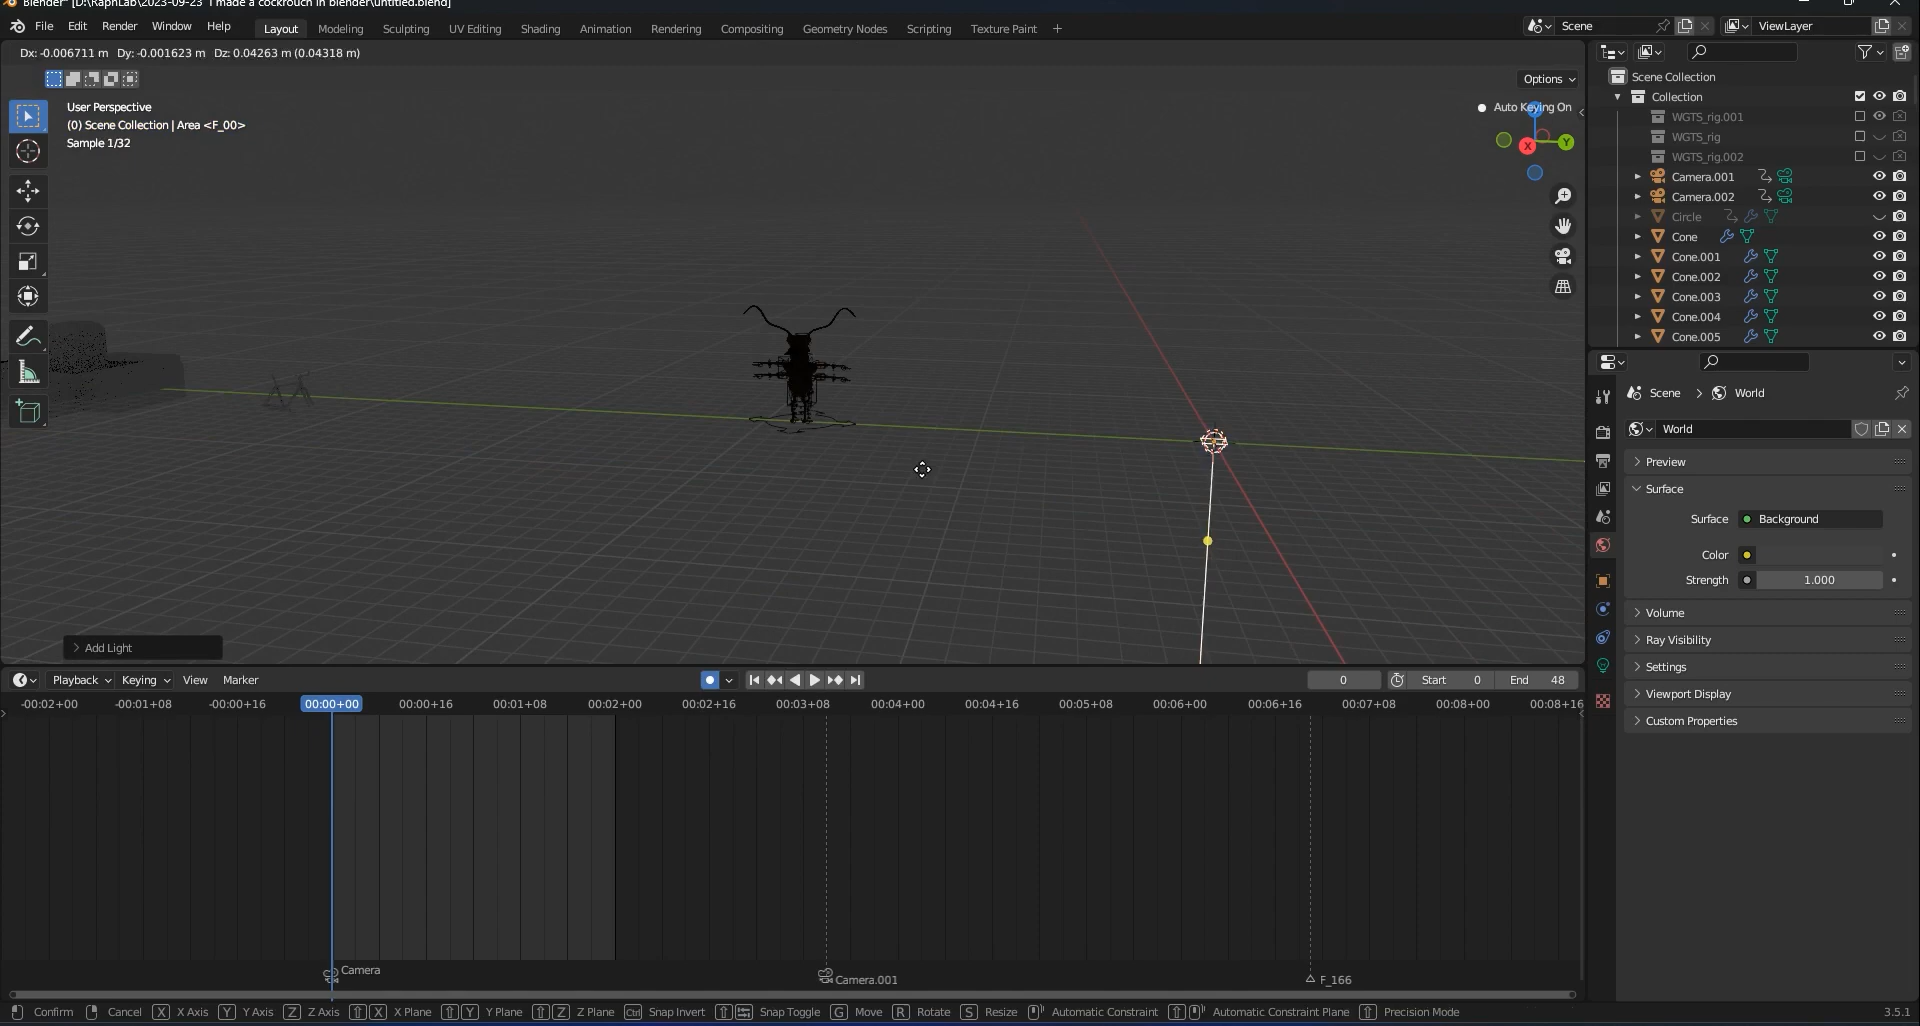 Blender* [D:\RaphLab\2023-09-23 I made a cockrouch in blender\untitled.blend]
File Edit Render Window Help Layout Modeling Sculpting UV Editing Shading Animation Rendering Compositing Geometry Nodes Scripting Texture Paint + Scene ViewLayer
Dx: -0.006711 m Dy: -0.001623 m Dz: 0.04263 m (0.04318 m)
Options
User Perspective
(0) Scene Collection | Area <F_00>
Sample 1/32
Auto Keying On
X
Y
Scene Collection
Collection
WGTS_rig.001
WGTS_rig
WGTS_rig.002
Camera.001
Camera.002
Circle
Cone
Cone.001
Cone.002
Cone.003
Cone.004
Cone.005
Scene > World
World
Preview
Surface
Surface Background
Color
Strength 1.000
Volume
Ray Visibility
Settings
Viewport Display
Custom Properties
Add Light
Playback Keying View Marker 0 Start 0 End 48
-00:02+00 -00:01+08 -00:00+16 00:00+00 00:00+16 00:01+08 00:02+00 00:02+16 00:03+08 00:04+00 00:04+16 00:05+08 00:06+00 00:06+16 00:07+08 00:08+00 00:08+16
Camera
Camera.001
F_166
Confirm Cancel X X Axis Y Y Axis Z Z Axis X X Plane Y Y Plane Z Z Plane Ctrl Snap Invert Snap Toggle G Move R Rotate S Resize Automatic Constraint Automatic Constraint Plane Precision Mode 3.5.1